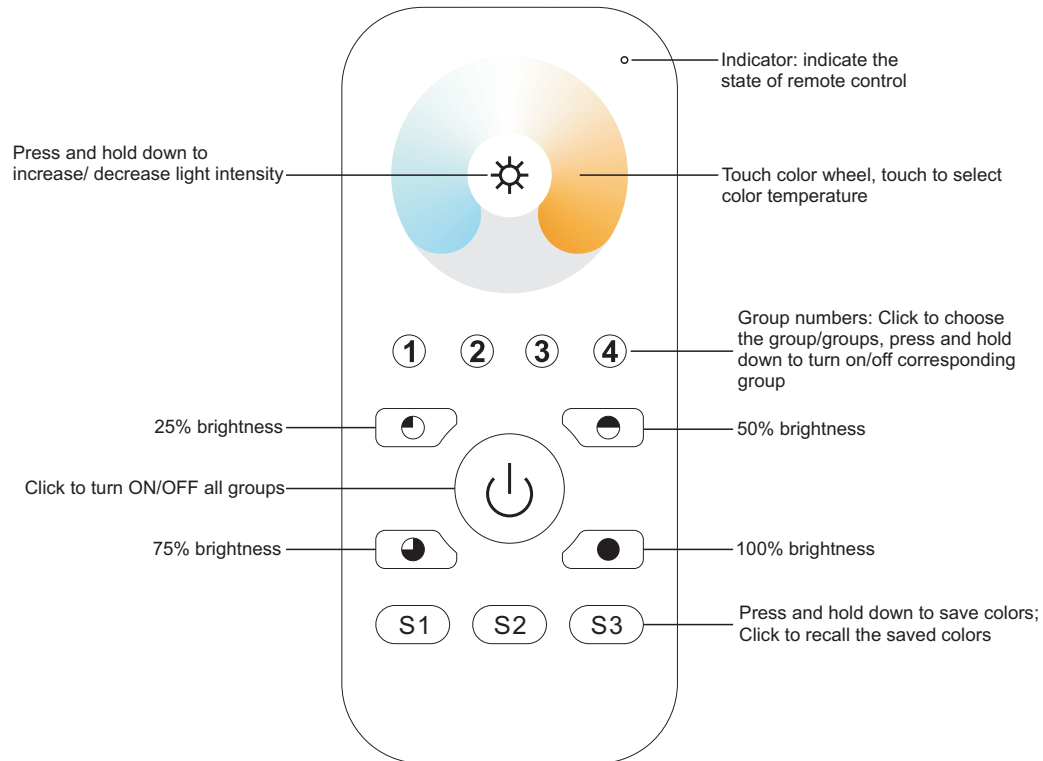 Indicator: indicate the
state of remote control
Press and hold down to
increase/ decrease light intensity
Touch color wheel, touch to select
color temperature
Group numbers: Click to choose
the group/groups, press and hold
down to turn on/off corresponding
group
1 2 3 4
25% brightness
50% brightness
Click to turn ON/OFF all groups
75% brightness
100% brightness
S1 S2 S3
Press and hold down to save colors;
Click to recall the saved colors